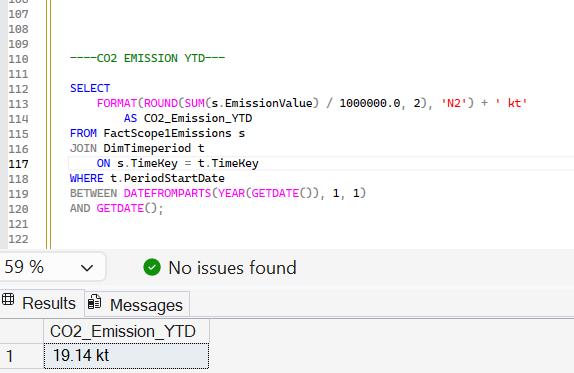 107
108
109
110 ----CO2 EMISSION YTD---
111
112 SELECT
113 FORMAT(ROUND(SUM(s.EmissionValue) / 1000000.0, 2), 'N2') + ' kt'
114 AS CO2_Emission_YTD
115 FROM FactScope1Emissions s
116 JOIN DimTimeperiod t
117 ON s.TimeKey = t.TimeKey
118 WHERE t.PeriodStartDate
119 BETWEEN DATEFROMPARTS(YEAR(GETDATE()), 1, 1)
120 AND GETDATE();
121
122
59 %
No issues found
Results
Messages
CO2_Emission_YTD
1 19.14 kt